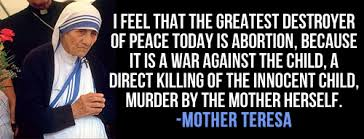 I FEEL THAT THE GREATEST DESTROYER
OF PEACE TODAY IS ABORTION, BECAUSE
IT IS A WAR AGAINST THE CHILD, A
DIRECT KILLING OF THE INNOCENT CHILD,
MURDER BY THE MOTHER HERSELF.
-MOTHER TERESA